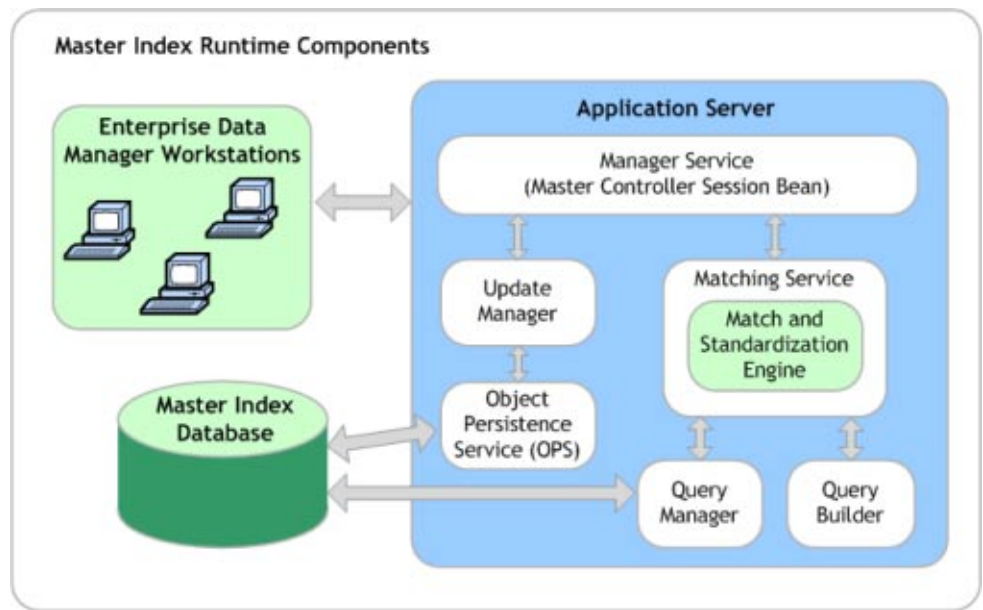 Master Index Runtime Components
Enterprise Data
Manager Workstations
Application Server
Manager Service
(Master Controller Session Bean)
Update
Manager
Matching Service
Match and
Standardization
Engine
Master Index
Database
Object
Persistence
Service (OPS)
Query
Manager
Query
Builder